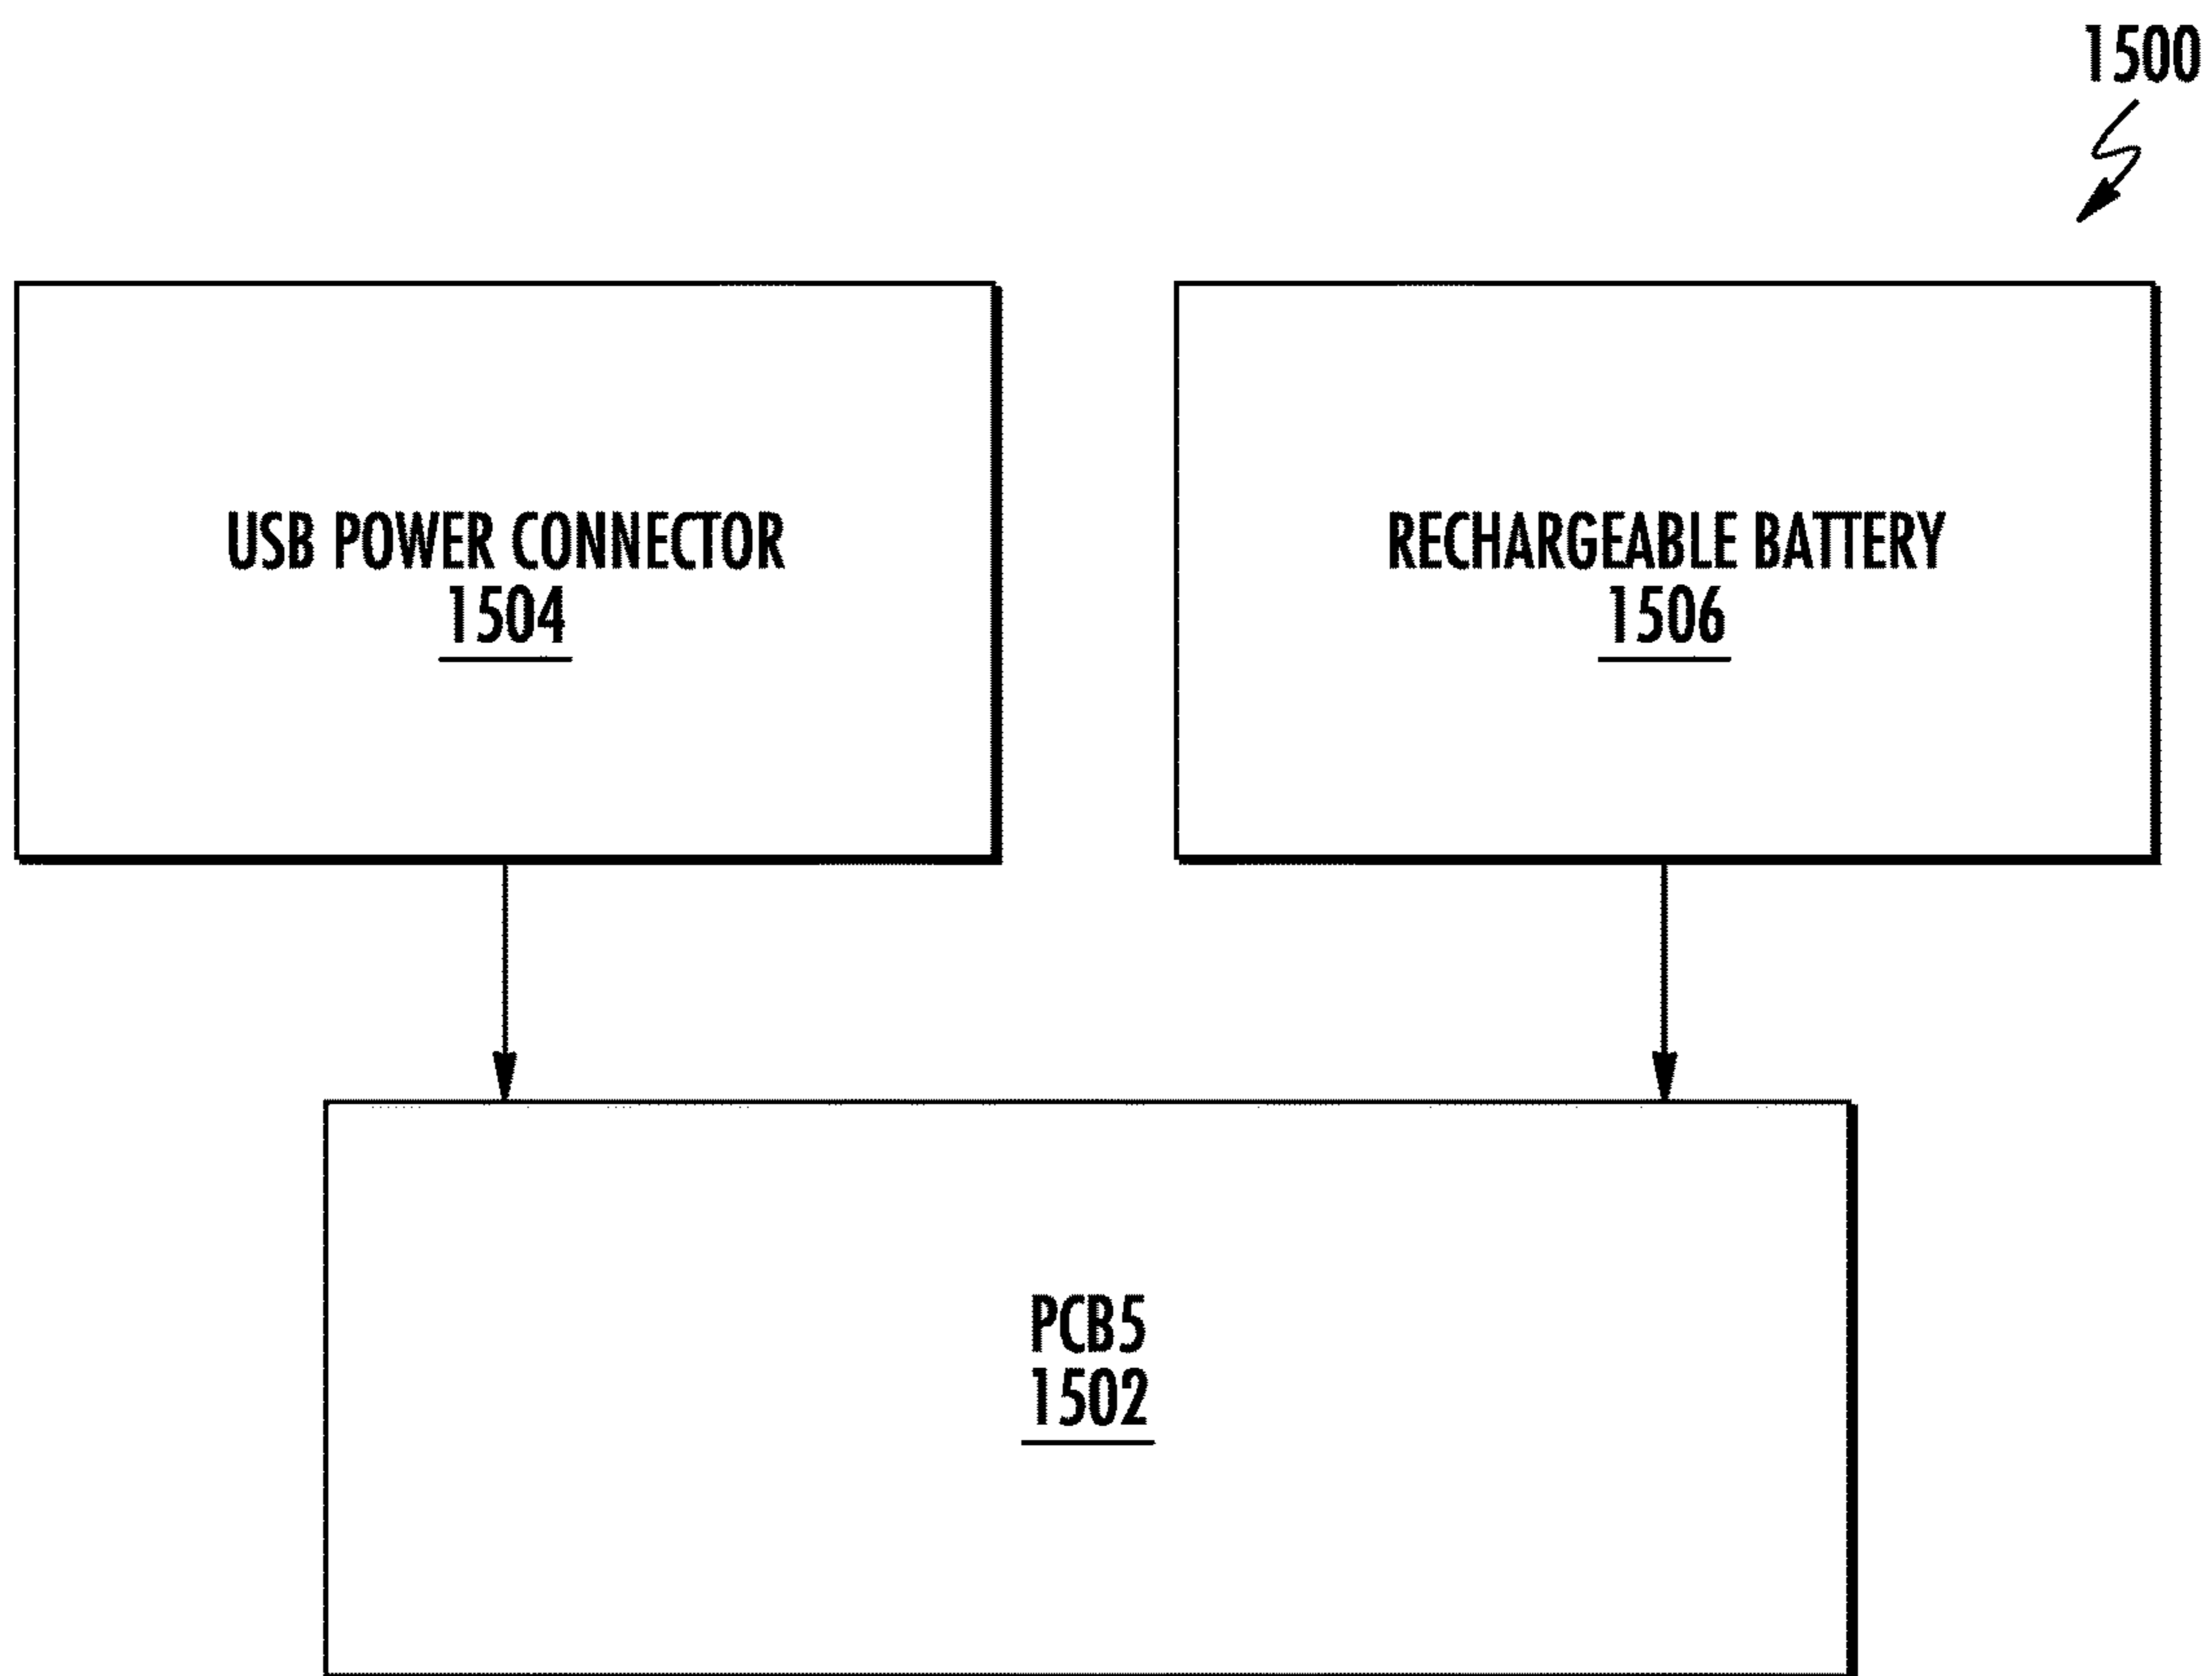 1500
USB POWER CONNECTOR
1504
RECHARGEABLE BATTERY
1506
PCB5
1502